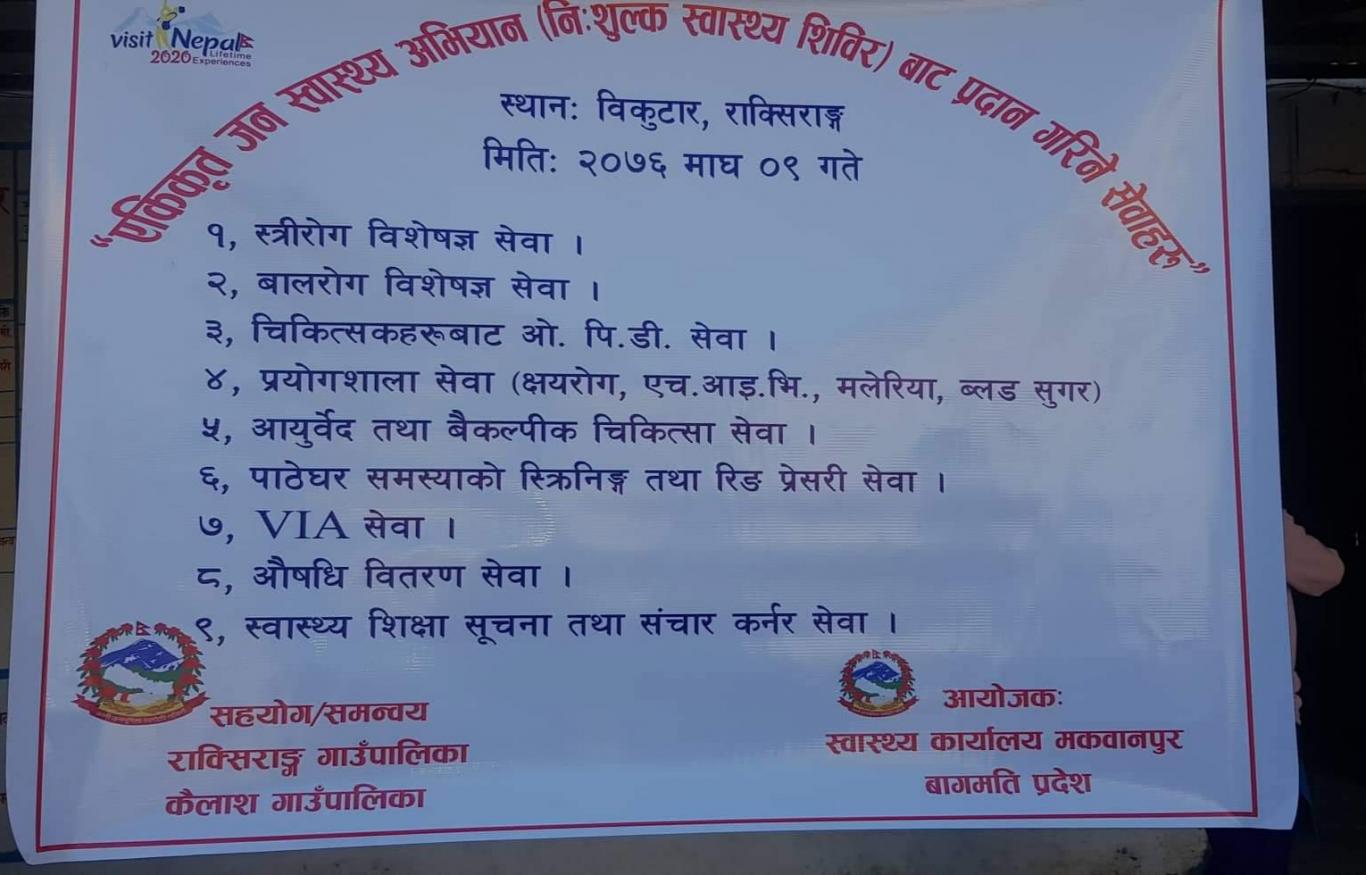 visit Nepal
2020 Lifetime Experiences
"एकिकृत जन स्वास्थ्य अभियान (निःशुल्क स्वास्थ्य शिविर) बाट प्रदान गरिने सेवाहरु"
स्थानः विकुटार, राक्सिराङ्ग
मितिः २०७६ माघ ०९ गते
१, स्त्रीरोग विशेषज्ञ सेवा ।
२, बालरोग विशेषज्ञ सेवा ।
३, चिकित्सकहरूबाट ओ. पि.डी. सेवा ।
४, प्रयोगशाला सेवा (क्षयरोग, एच.आइ.भि., मलेरिया, ब्लड सुगर)
५, आयुर्वेद तथा बैकल्पीक चिकित्सा सेवा ।
६, पाठेघर समस्याको स्क्रिनिङ्ग तथा रिङ प्रेसरी सेवा ।
७, VIA सेवा ।
८, औषधि वितरण सेवा ।
९, स्वास्थ्य शिक्षा सूचना तथा संचार कर्नर सेवा ।
सहयोग/समन्वय
राक्सिराङ्ग गाउँपालिका
कैलाश गाउँपालिका
आयोजकः
स्वास्थ्य कार्यालय मकवानपुर
बागमति प्रदेश